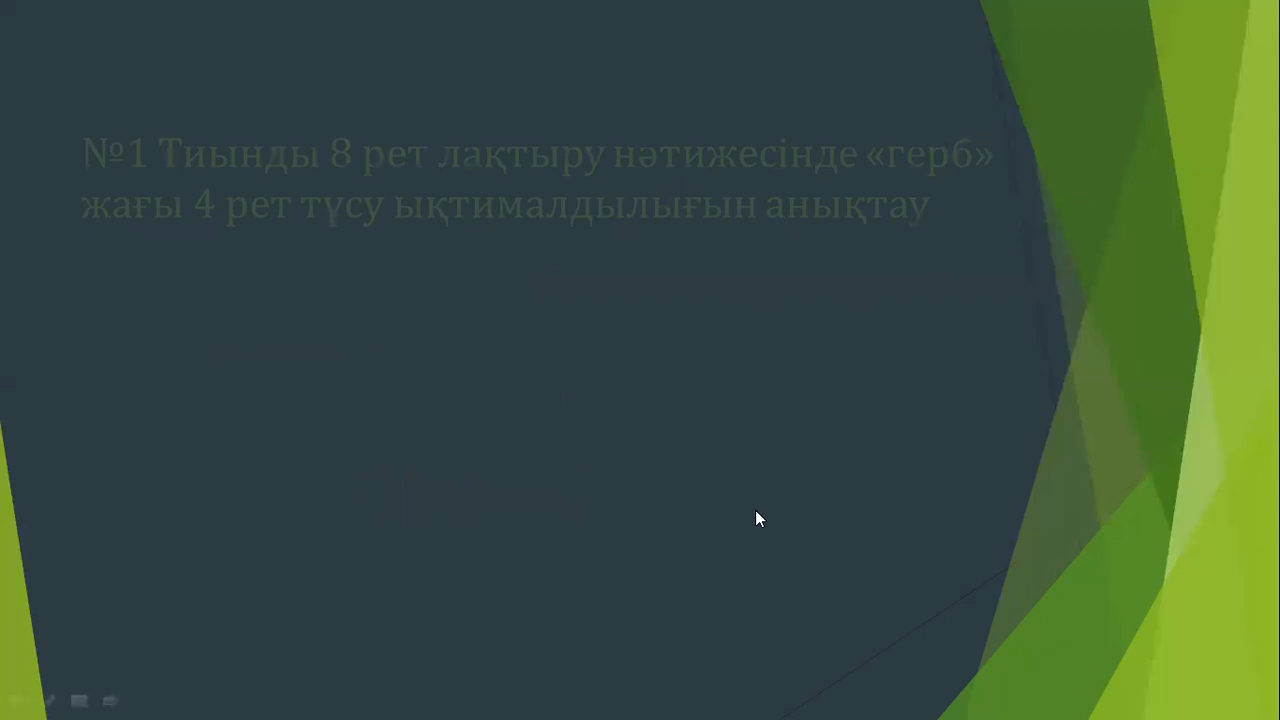 №1 Тиынды 8 рет лақтыру нәтижесінде «герб»
жағы 4 рет түсу ықтималдылығын анықтау